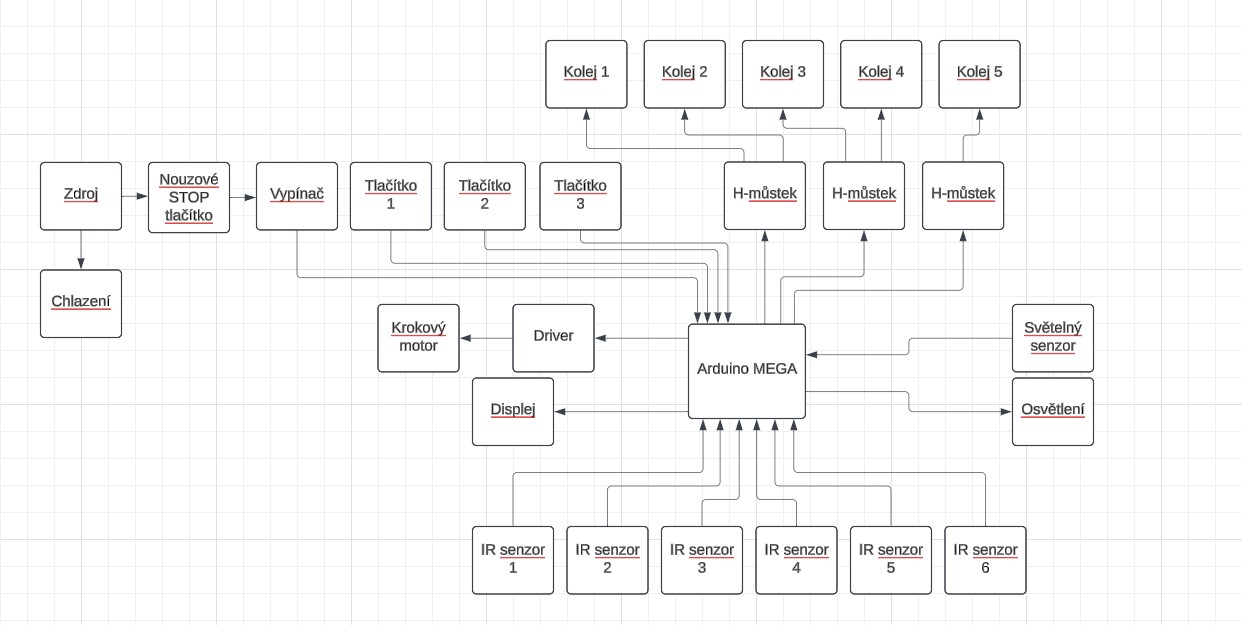 Kolej 1
Kolej 2
Kolej 3
Kolej 4
Kolej 5
Zdroj
Nouzové
STOP
tlačítko
Vypínač
Tlačítko
1
Tlačítko
2
Tlačítko
3
H-můstek
H-můstek
H-můstek
Chlazení
Krokový
motor
Driver
Arduino MEGA
Světelný
senzor
Displej
Osvětlení
IR senzor
1
IR senzor
2
IR senzor
3
IR senzor
4
IR senzor
5
IR senzor
6